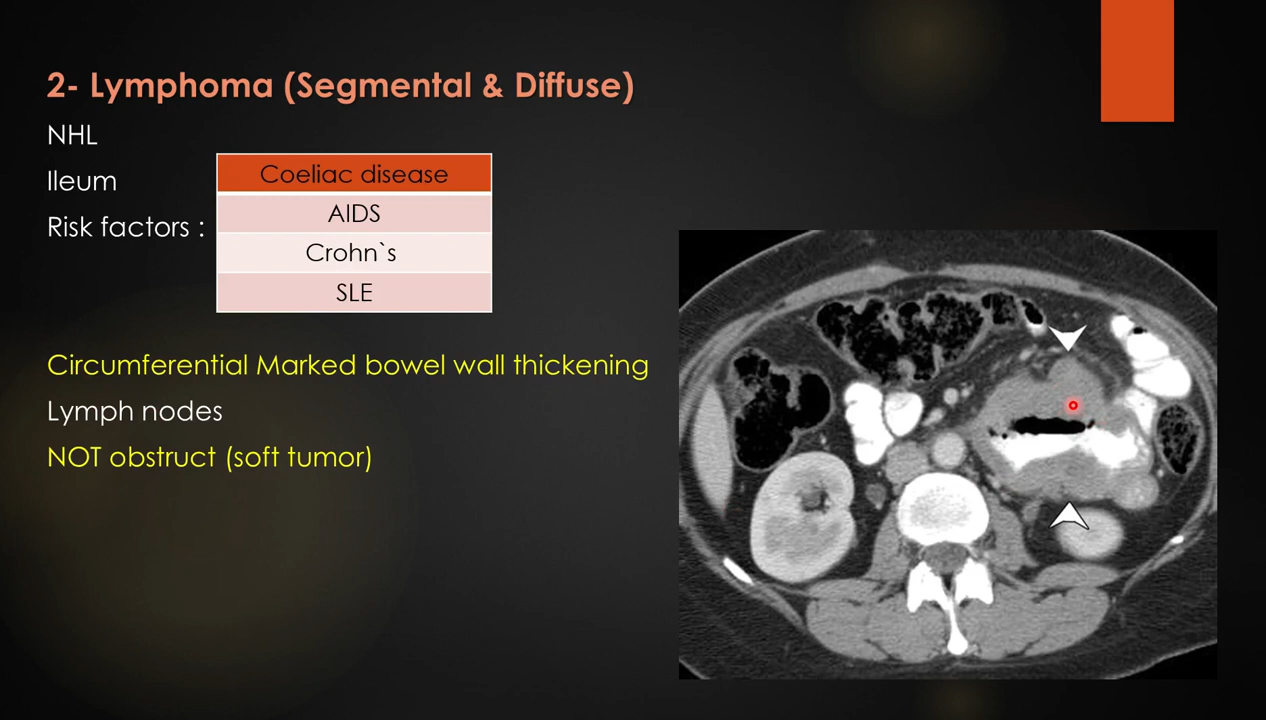 2- Lymphoma (Segmental & Diffuse)
NHL
Ileum
Risk factors :
Coeliac disease
AIDS
Crohn`s
SLE
Circumferential Marked bowel wall thickening
Lymph nodes
NOT obstruct (soft tumor)